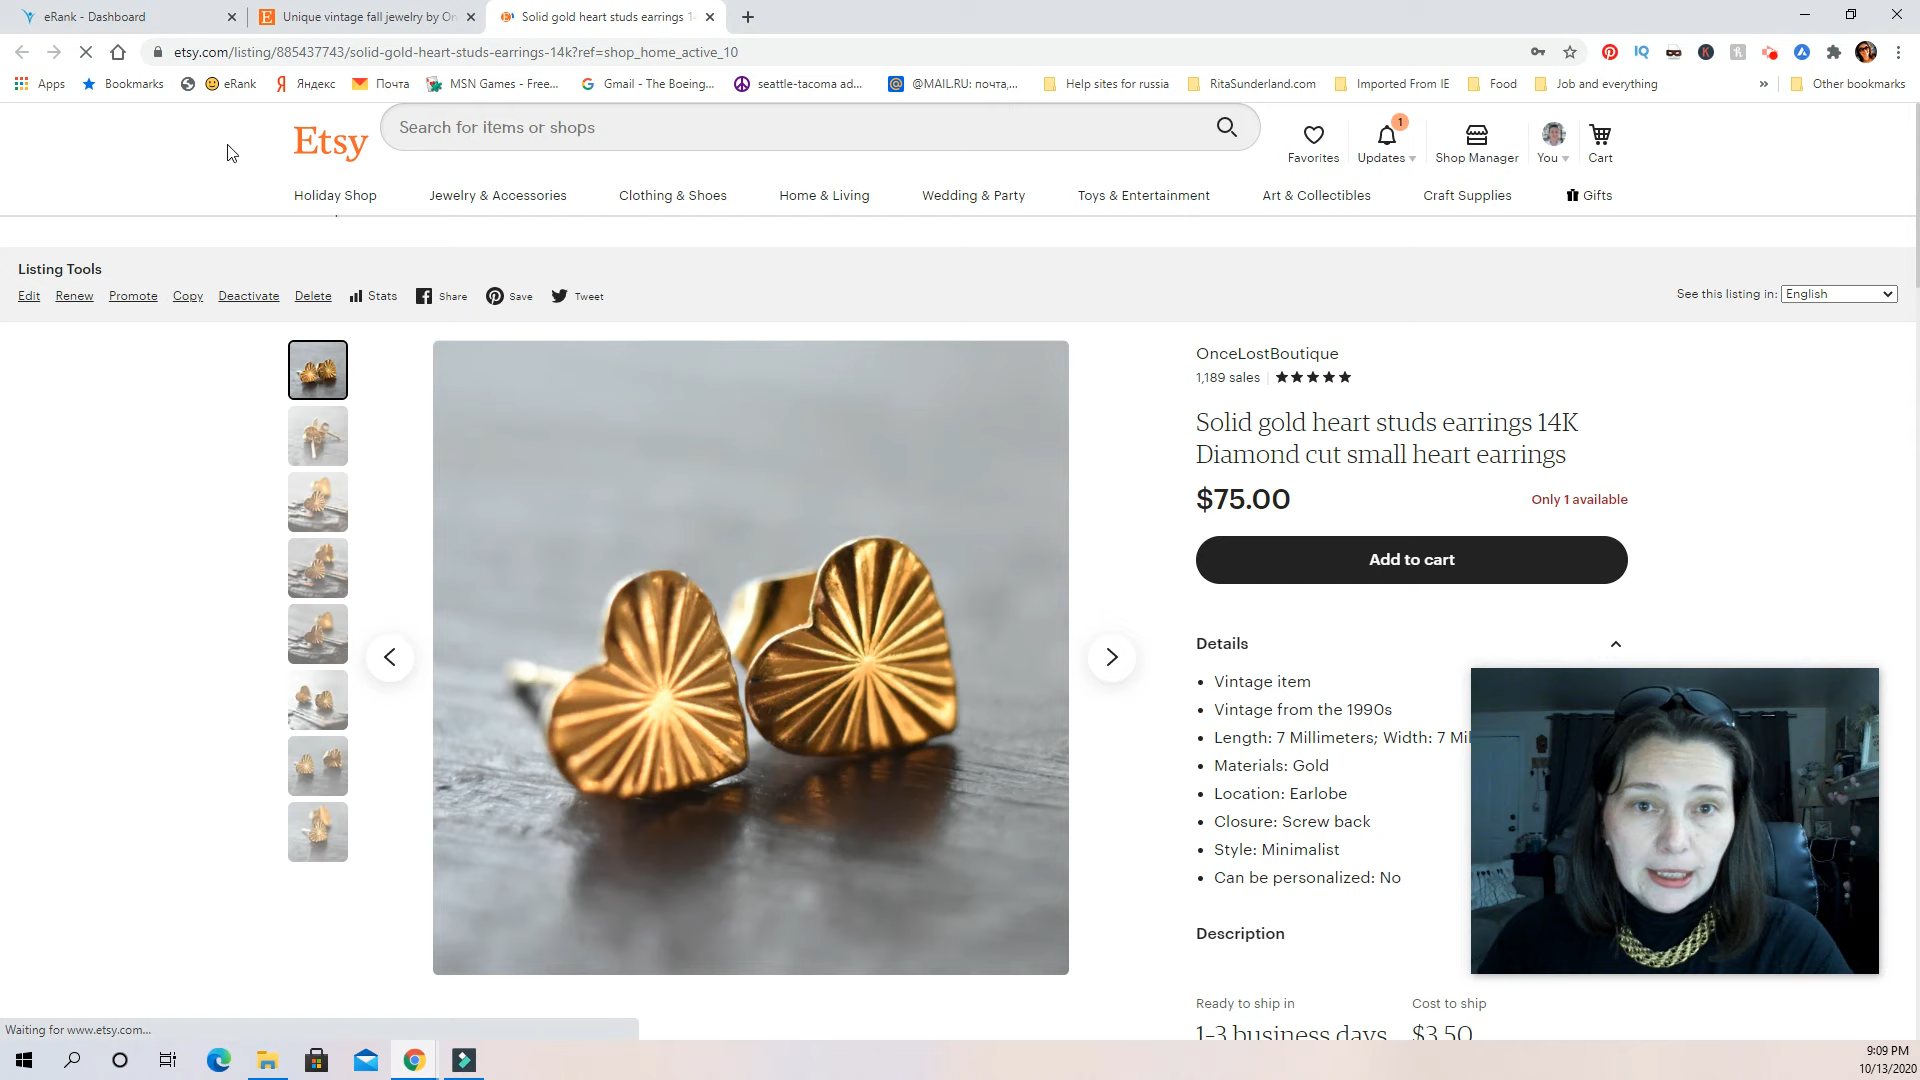 eRank - Dashboard
Unique vintage fall jewelry by On
Solid gold heart studs earrings 1
etsy.com/listing/885437743/solid-gold-heart-studs-earrings-14k?ref=shop_home_active_10
Apps
Bookmarks
eRank
Яндекс
Почта
MSN Games - Free...
Gmail - The Boeing...
seattle-tacoma ad...
@MAIL.RU: почта,...
Help sites for russia
RitaSunderland.com
Imported From IE
Food
Job and everything
»
Other bookmarks
Etsy
Search for items or shops
Favorites
1
Updates
Shop Manager
You
Cart
Holiday Shop
Jewelry & Accessories
Clothing & Shoes
Home & Living
Wedding & Party
Toys & Entertainment
Art & Collectibles
Craft Supplies
Gifts
Listing Tools
Edit Renew Promote Copy Deactivate Delete Stats Share Save Tweet
See this listing in: English
OnceLostBoutique
1,189 sales
Solid gold heart studs earrings 14K
Diamond cut small heart earrings
$75.00
Only 1 available
Add to cart
Details
• Vintage item
• Vintage from the 1990s
• Length: 7 Millimeters; Width: 7 Mil
• Materials: Gold
• Location: Earlobe
• Closure: Screw back
• Style: Minimalist
• Can be personalized: No
Description
Ready to ship in
1-3 business days
Cost to ship
$3.50
Waiting for www.etsy.com...
9:09 PM
10/13/2020